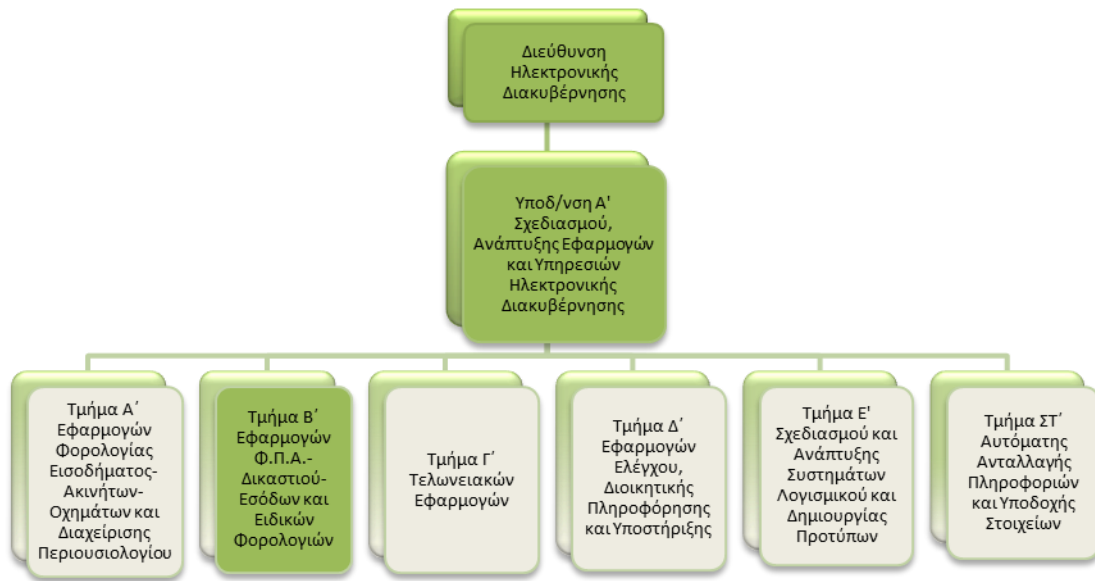 Διεύθυνση
Ηλεκτρονικής
Διακυβέρνησης
Υποδ/νση Α'
Σχεδιασμού,
Ανάπτυξης Εφαρμογών
και Υπηρεσιών
Ηλεκτρονικής
Διακυβέρνησης
Τμήμα Α΄
Εφαρμογών
Φορολογίας
Εισοδήματος-
Ακινήτων-
Οχημάτων και
Διαχείρισης
Περιουσιολογίου
Τμήμα Β΄
Εφαρμογών
Φ.Π.Α.-
Δικαστιού-
Εσόδων και
Ειδικών
Φορολογιών
Τμήμα Γ΄
Τελωνειακών
Εφαρμογών
Τμήμα Δ΄
Εφαρμογών
Ελέγχου,
Διοικητικής
Πληροφόρησης
και Υποστήριξης
Τμήμα Ε'
Σχεδιασμού και
Ανάπτυξης
Συστημάτων
Λογισμικού και
Δημιουργίας
Προτύπων
Τμήμα ΣΤ΄
Αυτόματης
Ανταλλαγής
Πληροφοριών
και Υποδοχής
Στοιχείων